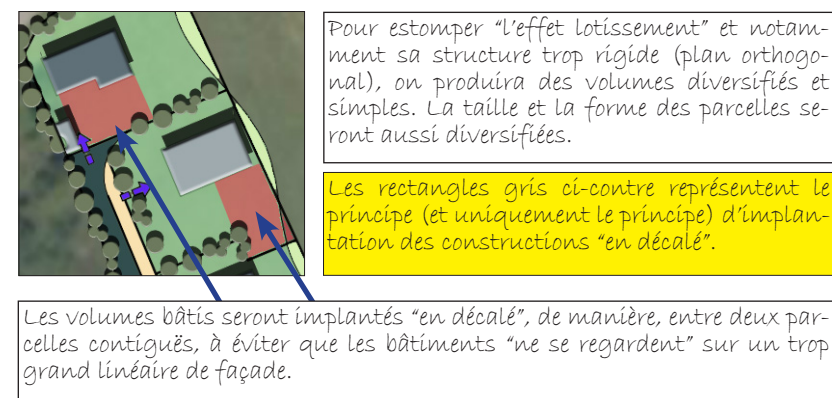 Pour estomper “l'effet lotissement” et notam-
ment sa structure trop rigide (plan orthogo-
nal), on produira des volumes diversifiés et
simples. La taille et la forme des parcelles se-
ront aussi diversifiées.
Les rectangles gris ci-contre représentent le
principe (et uniquement le principe) d'implan-
tation des constructions “en décalé”.
Les volumes bâtis seront implantés “en décalé”, de manière, entre deux par-
celles contiguës, à éviter que les bâtiments “ne se regardent” sur un trop
grand linéaire de façade.